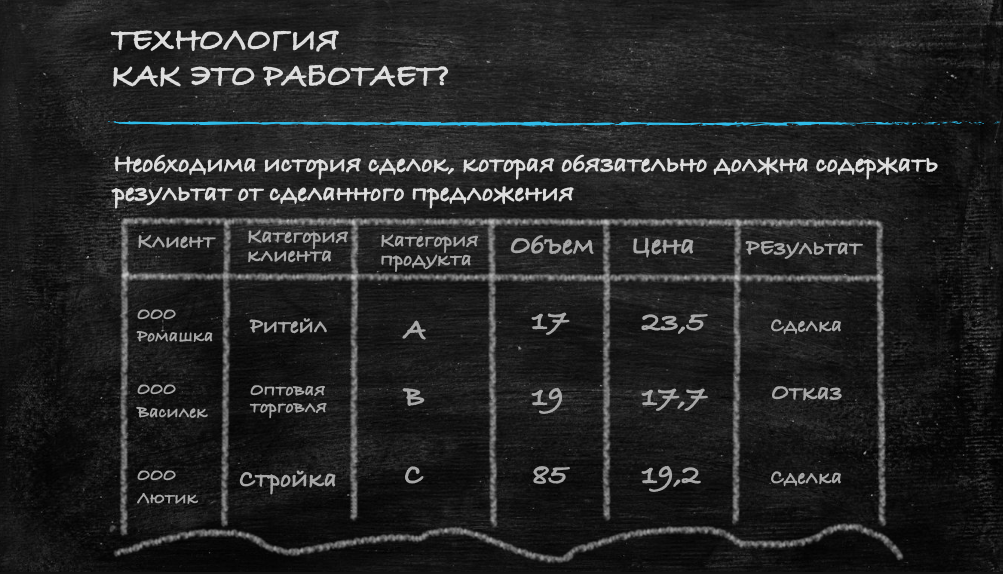 ТЕХНОЛОГИЯ
КАК ЭТО РАБОТАЕТ?
Необходима история сделок, которая обязательно должна содержать
результат от сделанного предложения
Клиент
Категория
клиента
Категория
продукта
Объем
Цена
РЕзультат
ООО
Ромашка
Ритейл
А
17
23,5
Сделка
ООО
Василек
Оптовая
торговля
В
19
17,7
Отказ
ООО
Лютик
Стройка
С
85
19,2
Сделка